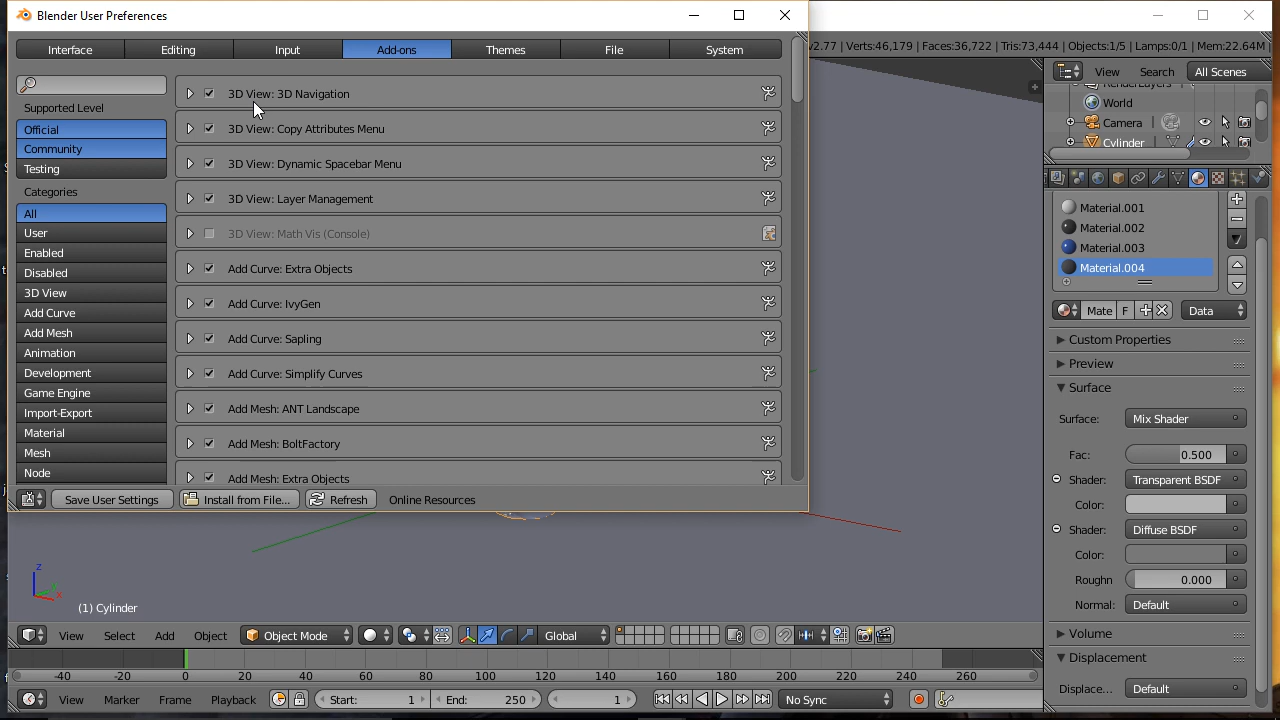 Blender User Preferences
v2.77 | Verts:46,179 | Faces:36,722 | Tris:73,444 | Objects:1/5 | Lamps:0/1 | Mem:22.64M
Interface Editing Input Add-ons Themes File System
View Search All Scenes
Supported Level
Official
Community
Testing
Categories
All
User
Enabled
Disabled
3D View
Add Curve
Add Mesh
Animation
Development
Game Engine
Import-Export
Material
Mesh
Node
3D View: 3D Navigation
3D View: Copy Attributes Menu
3D View: Dynamic Spacebar Menu
3D View: Layer Management
3D View: Math Vis (Console)
Add Curve: Extra Objects
Add Curve: IvyGen
Add Curve: Sapling
Add Curve: Simplify Curves
Add Mesh: ANT Landscape
Add Mesh: BoltFactory
Add Mesh: Extra Objects
Save User Settings Install from File... Refresh Online Resources
RenderLayers
World
Camera
Cylinder
Material.001
Material.002
Material.003
Material.004
Mate F Data
Custom Properties
Preview
Surface
Surface: Mix Shader
Fac: 0.500
Shader: Transparent BSDF
Color:
Shader: Diffuse BSDF
Color:
Roughn 0.000
Normal: Default
Volume
Displacement
Displace... Default
z
y
x
(1) Cylinder
View Select Add Object Object Mode Global
-40 -20 0 20 40 60 80 100 120 140 160 180 200 220 240 260
View Marker Frame Playback Start: 1 End: 250 1 No Sync